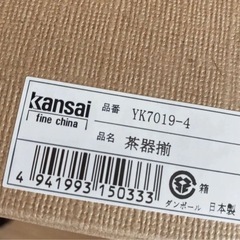 kansai
fine china
品番 YK7019-4
品名 茶器揃
4 941993 150333
箱
ダンボール 日本製